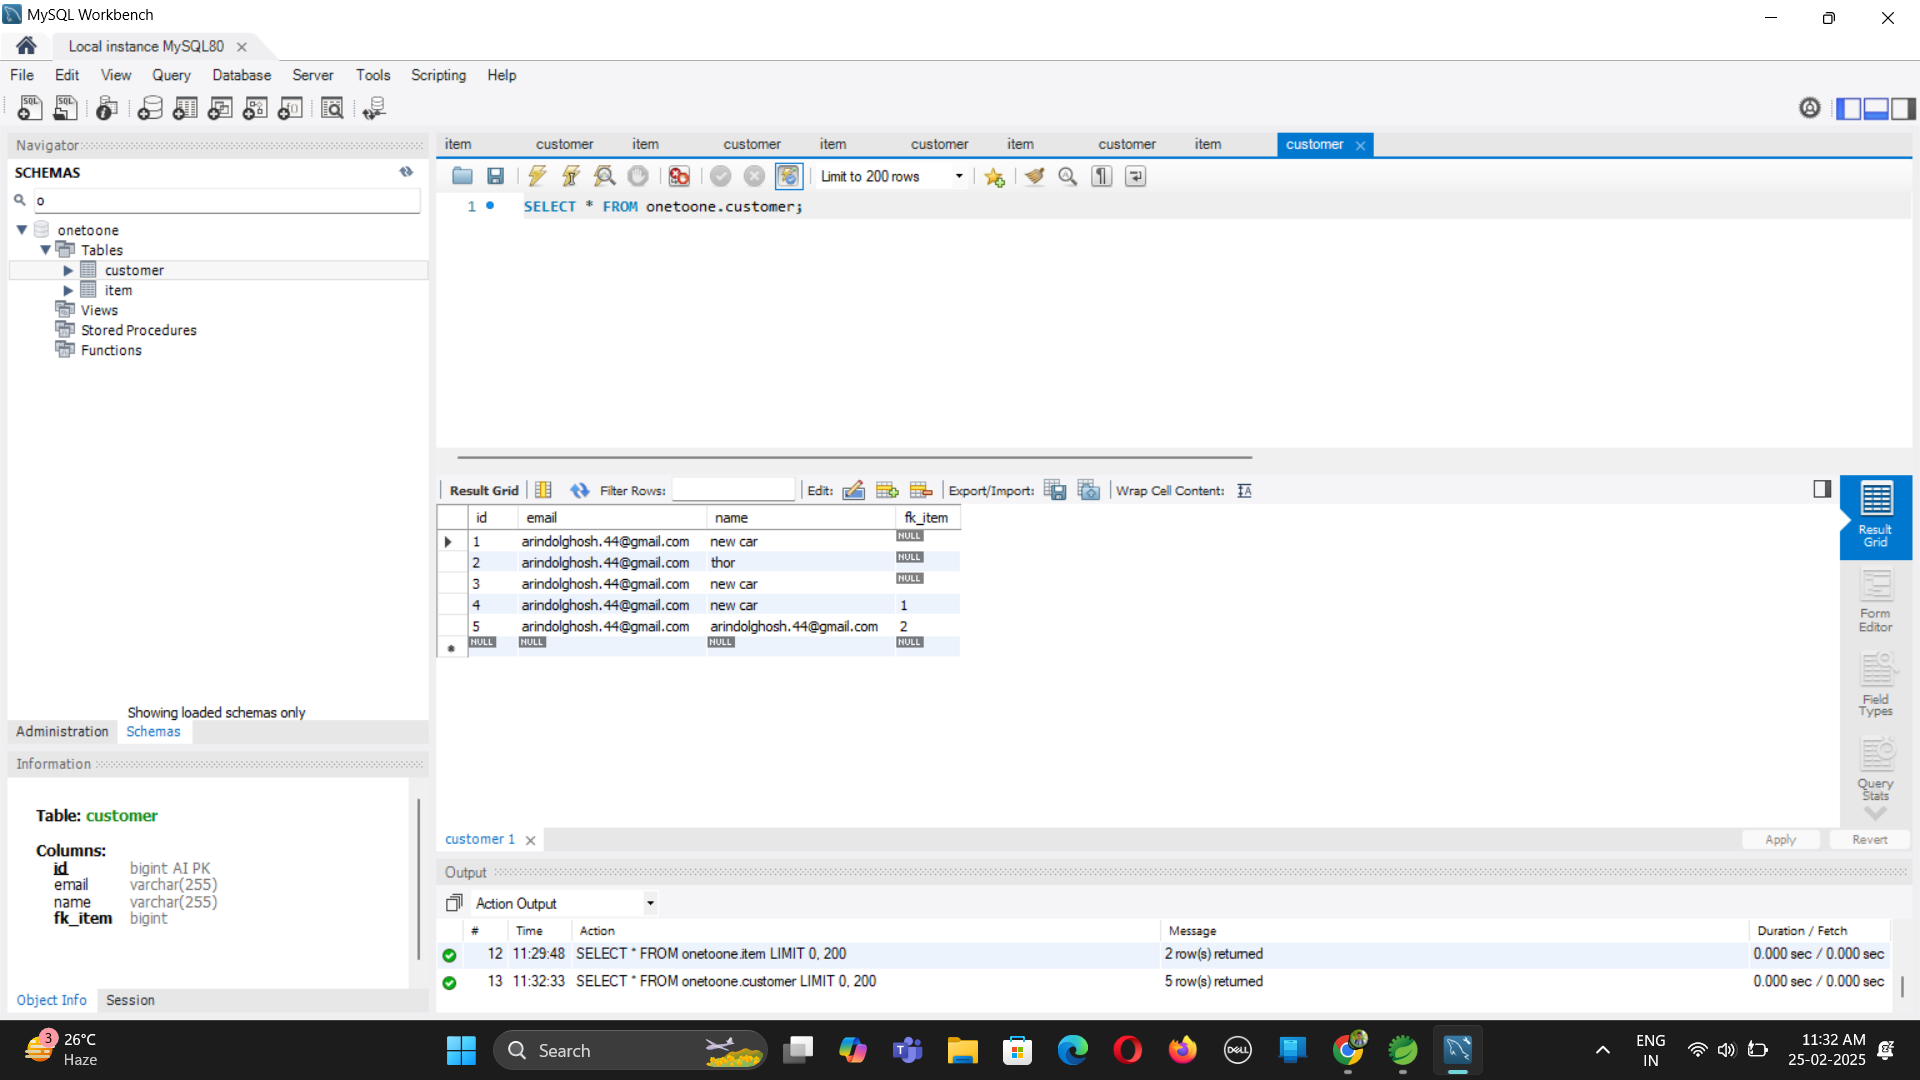 MySQL Workbench
Local instance MySQL80
File Edit View Query Database Server Tools Scripting Help
Navigator
SCHEMAS
o
onetoone
Tables
customer
item
Views
Stored Procedures
Functions
Showing loaded schemas only
Administration Schemas
Information
Table: customer
Columns:
id bigint AI PK
email varchar(255)
name varchar(255)
fk_item bigint
Object Info Session
item customer item customer item customer item customer item customer
Limit to 200 rows
1 SELECT * FROM onetoone.customer;
Result Grid Filter Rows: Edit: Export/Import: Wrap Cell Content:
id email name fk_item
1 arindolghosh.44@gmail.com new car NULL
2 arindolghosh.44@gmail.com thor NULL
3 arindolghosh.44@gmail.com new car NULL
4 arindolghosh.44@gmail.com new car 1
5 arindolghosh.44@gmail.com arindolghosh.44@gmail.com 2
NULL NULL NULL NULL
Result
Grid
Form
Editor
Field
Types
Query
Stats
customer 1
Apply Revert
Output
Action Output
# Time Action Message Duration / Fetch
12 11:29:48 SELECT * FROM onetoone.item LIMIT 0, 200 2 row(s) returned 0.000 sec / 0.000 sec
13 11:32:33 SELECT * FROM onetoone.customer LIMIT 0, 200 5 row(s) returned 0.000 sec / 0.000 sec
3
26°C
Haze
Search
DELL
ENG
IN
11:32 AM
25-02-2025